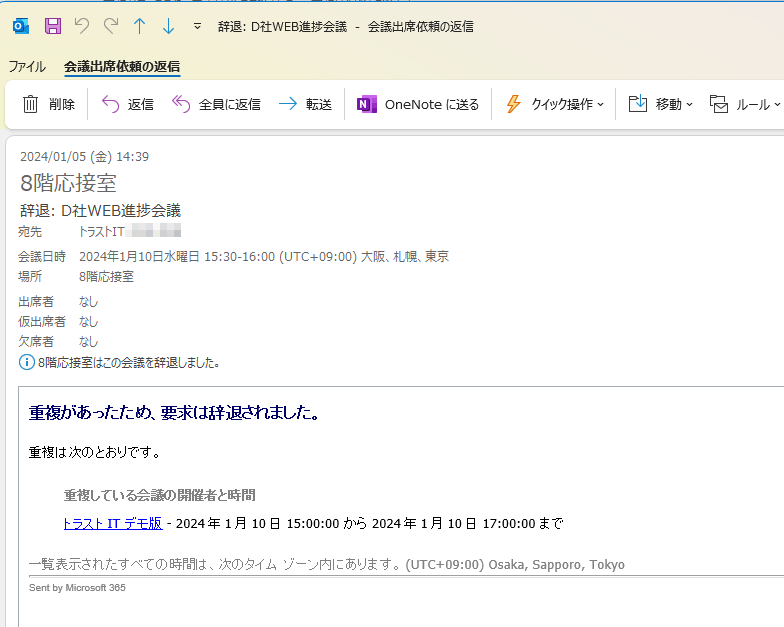 辞退: D社WEB進捗会議 - 会議出席依頼の返信
ファイル 会議出席依頼の返信
削除 返信 全員に返信 転送 OneNote に送る クイック操作 移動 ルール
2024/01/05 (金) 14:39
8階応接室
辞退: D社WEB進捗会議
宛先 トラストIT
会議日時 2024年1月10日水曜日 15:30-16:00 (UTC+09:00) 大阪、札幌、東京
場所 8階応接室
出席者 なし
仮出席者 なし
欠席者 なし
8階応接室はこの会議を辞退しました。
重複があったため、要求は辞退されました。
重複は次のとおりです。
重複している会議の開催者と時間
トラスト IT デモ版 - 2024 年 1 月 10 日 15:00:00 から 2024 年 1 月 10 日 17:00:00 まで
一覧表示されたすべての時間は、次のタイム ゾーン内にあります。(UTC+09:00) Osaka, Sapporo, Tokyo
Sent by Microsoft 365